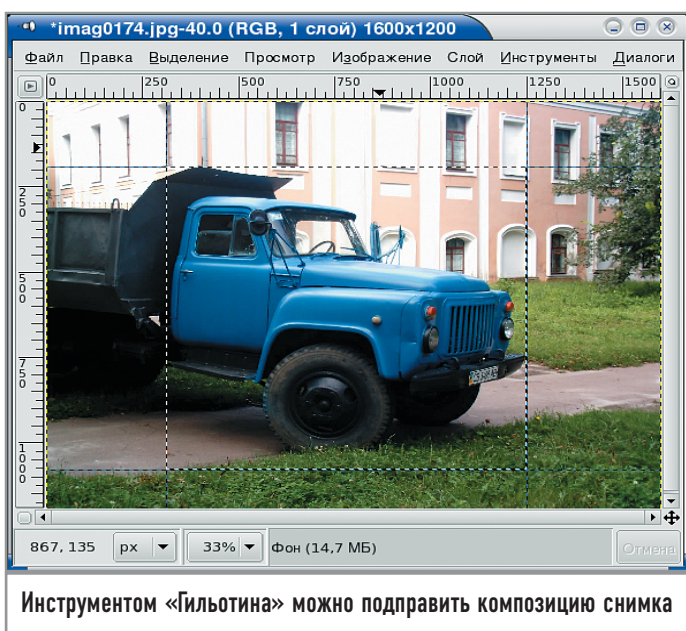 *imag0174.jpg-40.0 (RGB, 1 слой) 1600x1200
Файл Правка Выделение Просмотр Изображение Слой Инструменты Диалоги
0 250 500 750 1000 1250 1500
0
250
500
750
1000
867, 135 px 33% Фон (14,7 МБ) Отмена
Инструментом «Гильотина» можно подправить композицию снимка